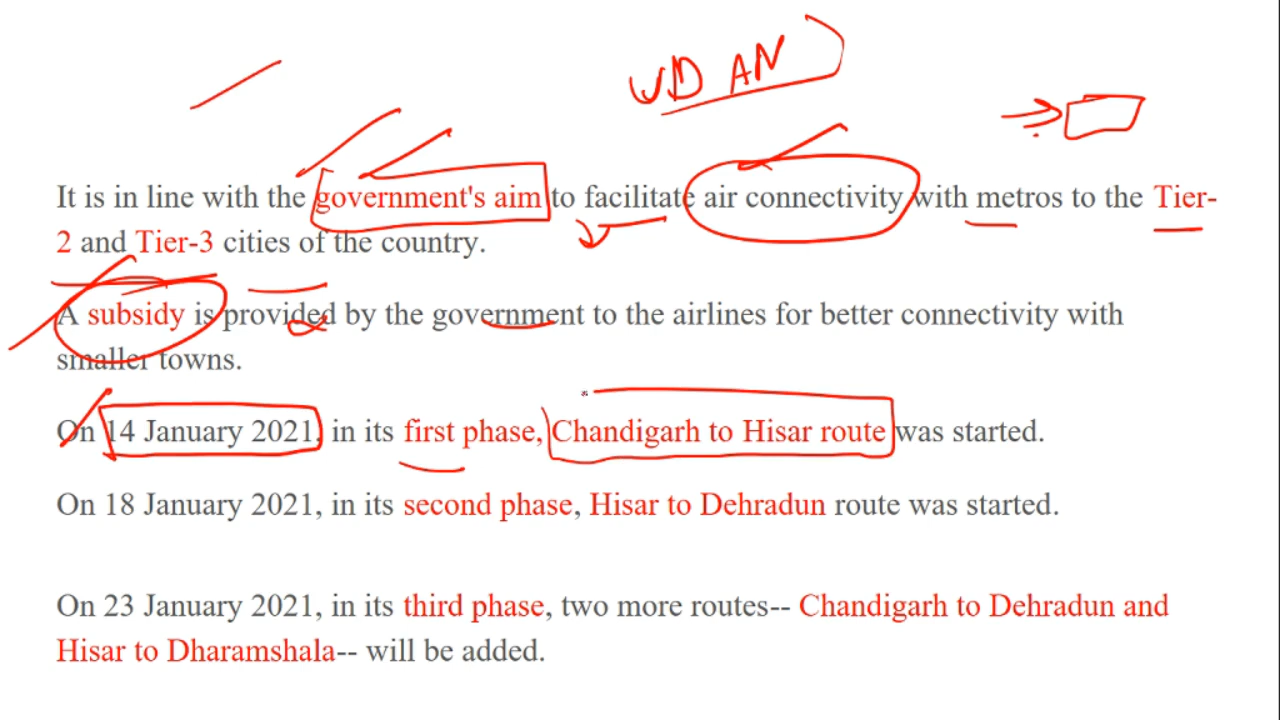 UDAN
It is in line with the government's aim to facilitate air connectivity with metros to the Tier-
2 and Tier-3 cities of the country.
A subsidy is provided by the government to the airlines for better connectivity with
smaller towns.
On 14 January 2021, in its first phase, Chandigarh to Hisar route was started.
On 18 January 2021, in its second phase, Hisar to Dehradun route was started.
On 23 January 2021, in its third phase, two more routes-- Chandigarh to Dehradun and
Hisar to Dharamshala-- will be added.